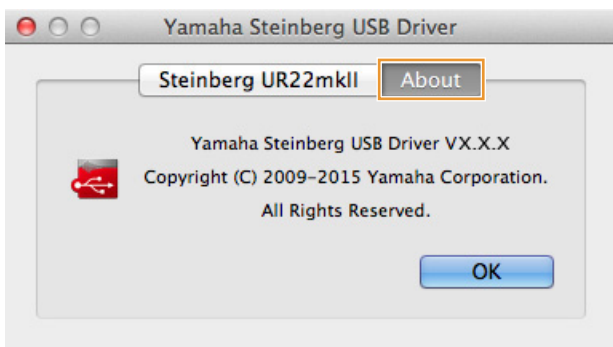 Yamaha Steinberg USB Driver
Steinberg UR22mkII About
Yamaha Steinberg USB Driver VX.X.X
Copyright (C) 2009-2015 Yamaha Corporation.
All Rights Reserved.
OK